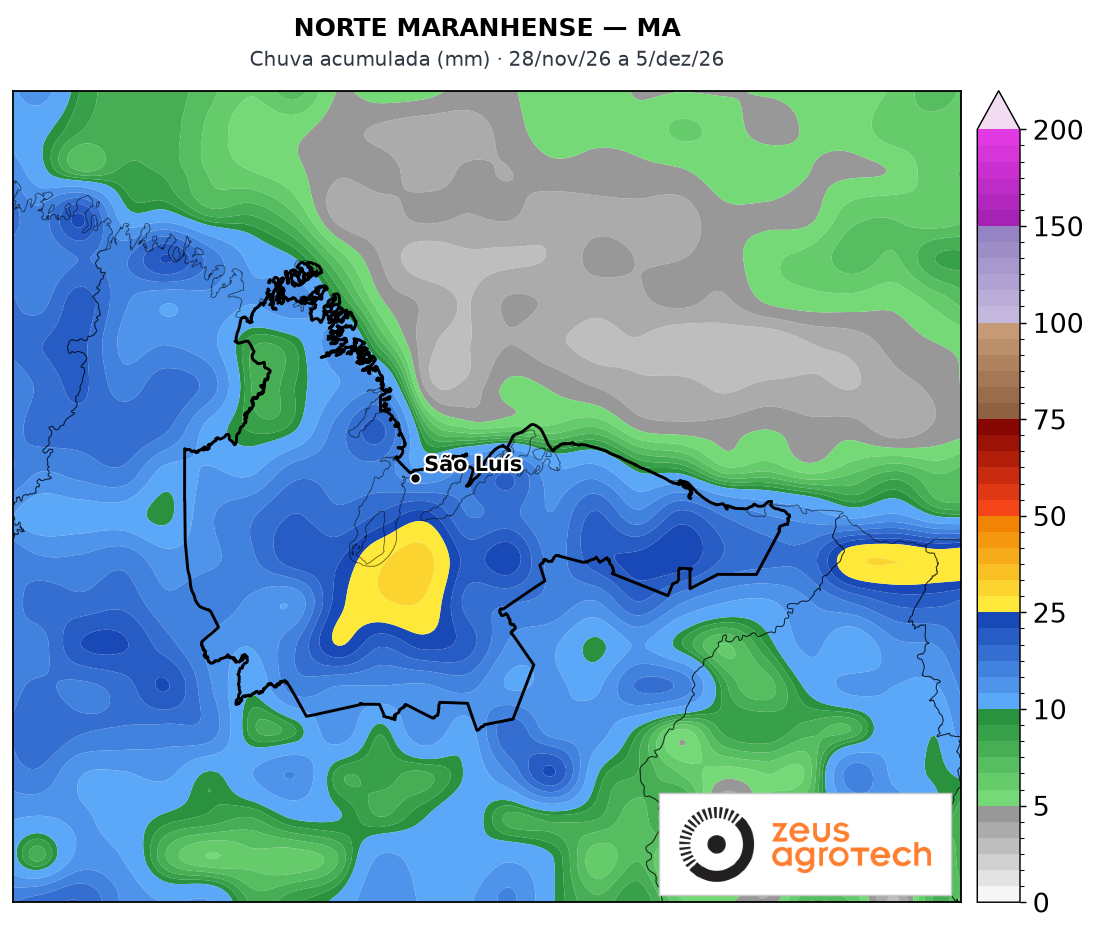 NORTE MARANHENSE — MA
Chuva acumulada (mm) · 28/nov/26 a 5/dez/26
200
150
100
75
50
25
10
5
0
São Luís
zeus
agrotech